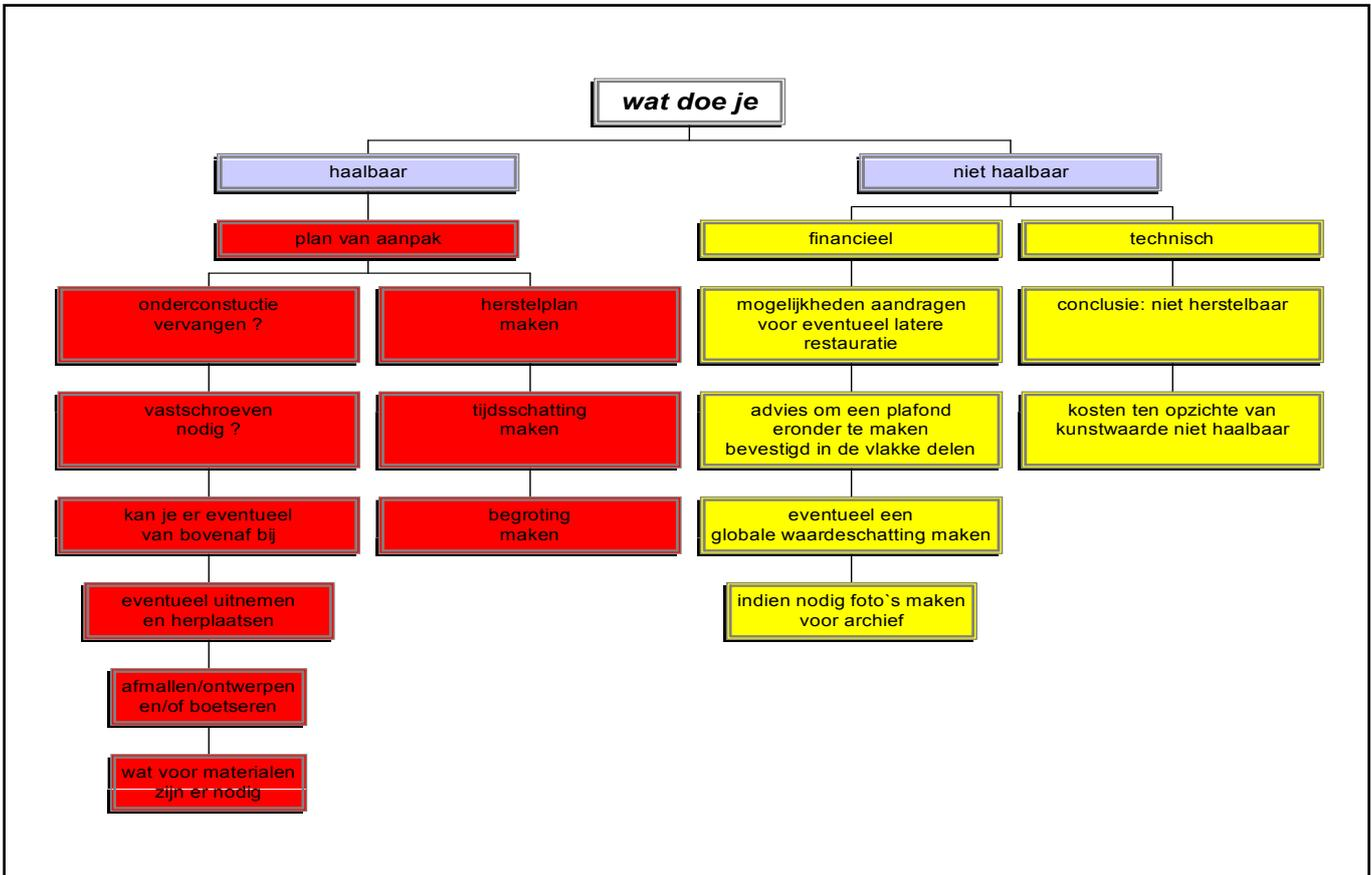 wat doe je
haalbaar
niet haalbaar
plan van aanpak
financieel
technisch
onderconstuctie
vervangen ?
herstelplan
maken
mogelijkheden aandragen
voor eventueel latere
restauratie
conclusie: niet herstelbaar
vastschroeven
nodig ?
tijdsschatting
maken
advies om een plafond
eronder te maken
bevestigd in de vlakke delen
kosten ten opzichte van
kunstwaarde niet haalbaar
kan je er eventueel
van bovenaf bij
begroting
maken
eventueel een
globale waardeschatting maken
eventueel uitnemen
en herplaatsen
indien nodig foto`s maken
voor archief
afmallen/ontwerpen
en/of boetseren
wat voor materialen
zijn er nodig